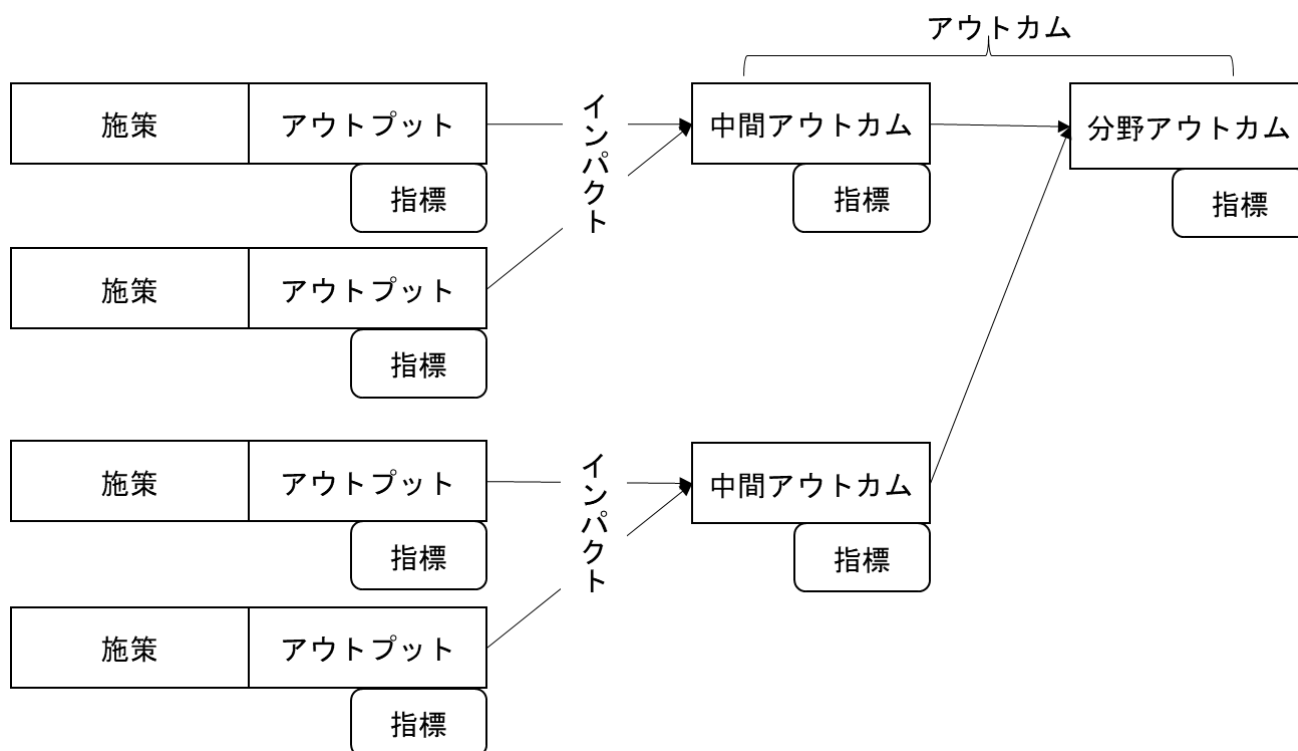 アウトカム
施策
アウトプット
指標
インパクト
中間アウトカム
指標
分野アウトカム
指標
施策
アウトプット
指標
施策
アウトプット
指標
インパクト
中間アウトカム
指標
施策
アウトプット
指標